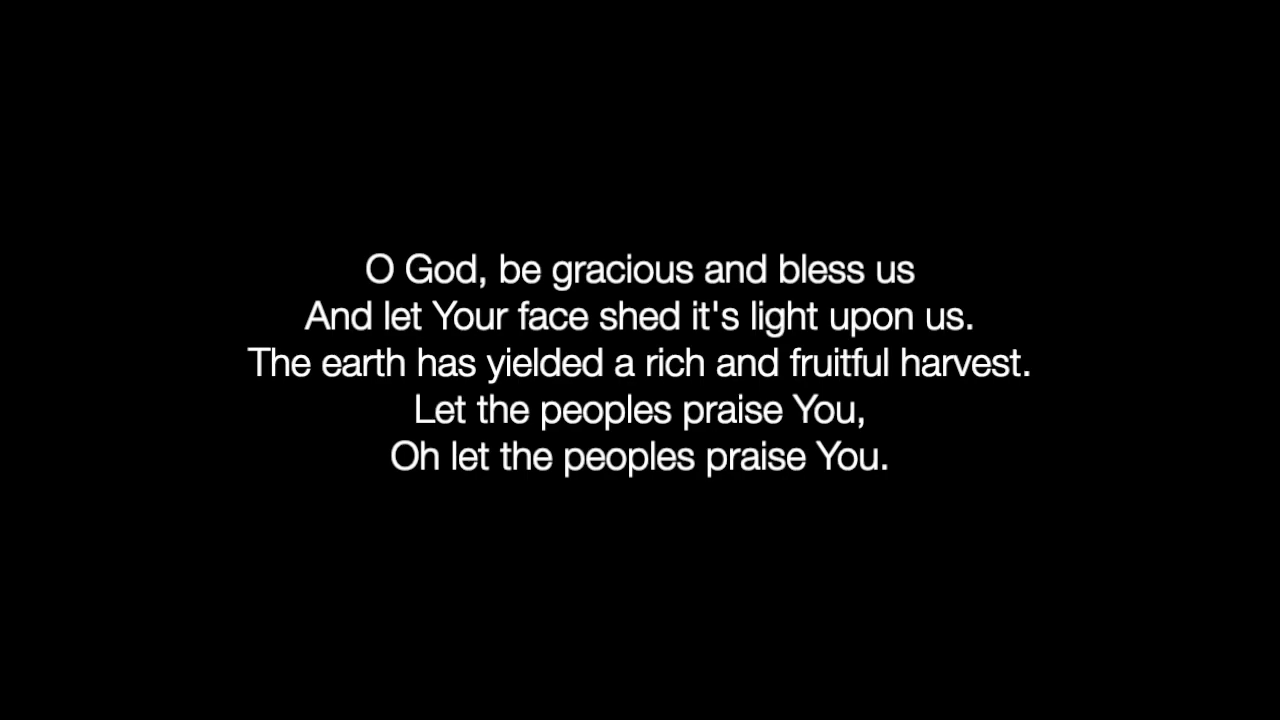 O God, be gracious and bless us
And let Your face shed it's light upon us.
The earth has yielded a rich and fruitful harvest.
Let the peoples praise You,
Oh let the peoples praise You.